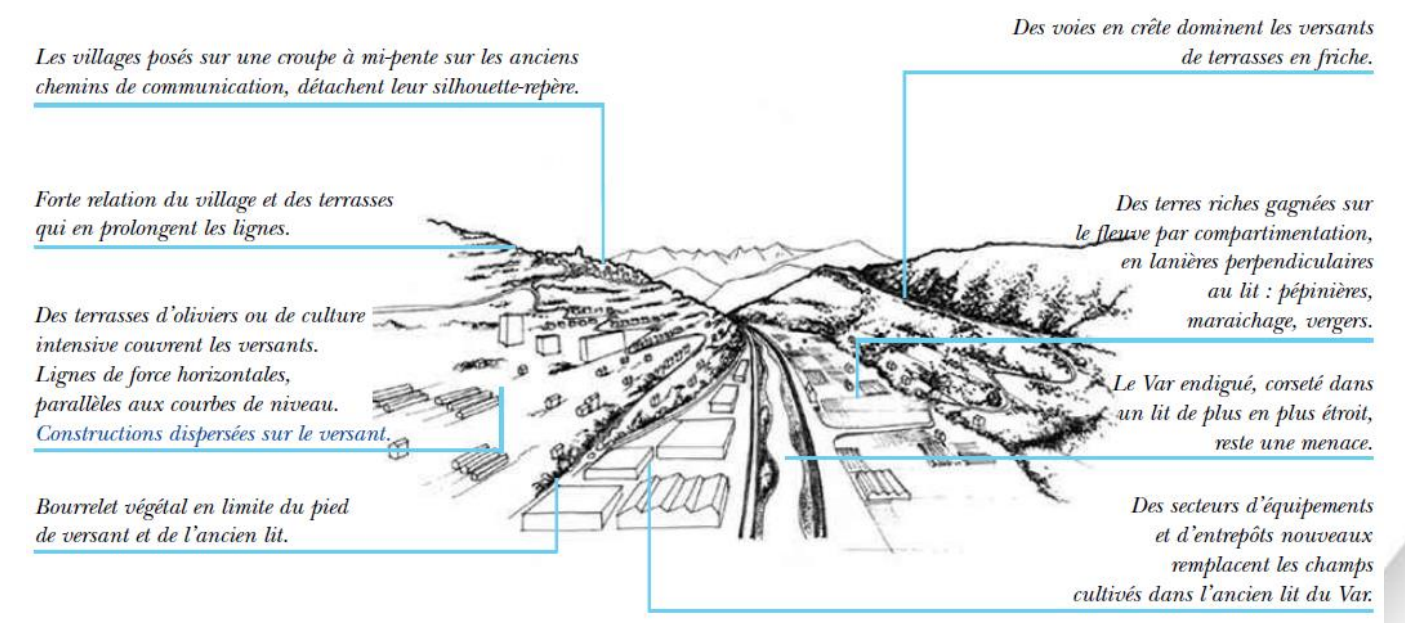 Les villages posés sur une croupe à mi-pente sur les anciens
chemins de communication, détachent leur silhouette-repère.
Forte relation du village et des terrasses
qui en prolongent les lignes.
Des terrasses d'oliviers ou de culture
intensive couvrent les versants.
Lignes de force horizontales,
parallèles aux courbes de niveau.
Constructions dispersées sur le versant.
Bourrelet végétal en limite du pied
de versant et de l'ancien lit.
Des voies en crête dominent les versants
de terrasses en friche.
Des terres riches gagnées sur
le fleuve par compartimentation,
en lanières perpendiculaires
au lit : pépinières,
maraichage, vergers.
Le Var endigué, corseté dans
un lit de plus en plus étroit,
reste une menace.
Des secteurs d'équipements
et d'entrepôts nouveaux
remplacent les champs
cultivés dans l'ancien lit du Var.